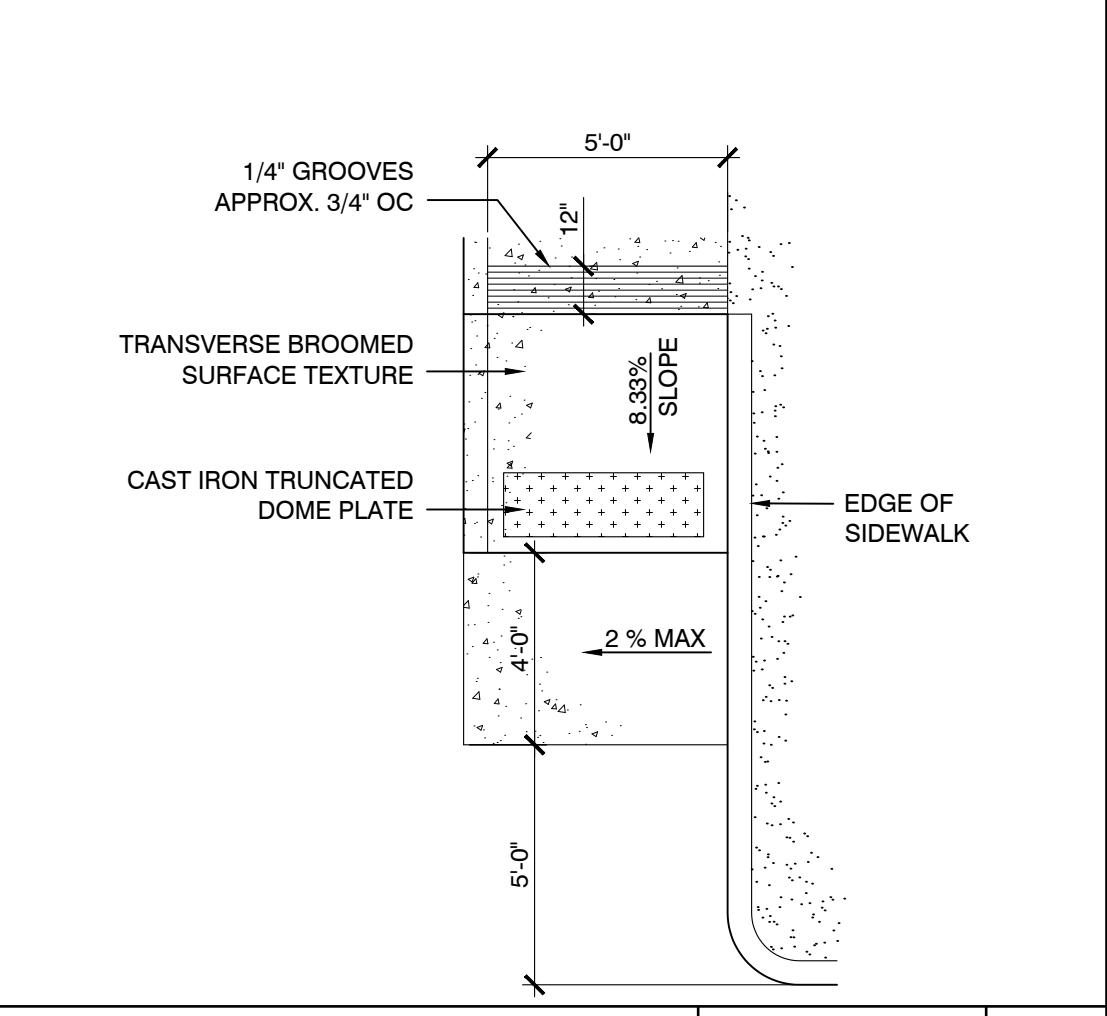 5'-0"
1/4" GROOVES
APPROX. 3/4" OC
12"
TRANSVERSE BROOMED
SURFACE TEXTURE
8.33%
SLOPE
CAST IRON TRUNCATED
DOME PLATE
EDGE OF
SIDEWALK
4'-0"
2 % MAX
5'-0"